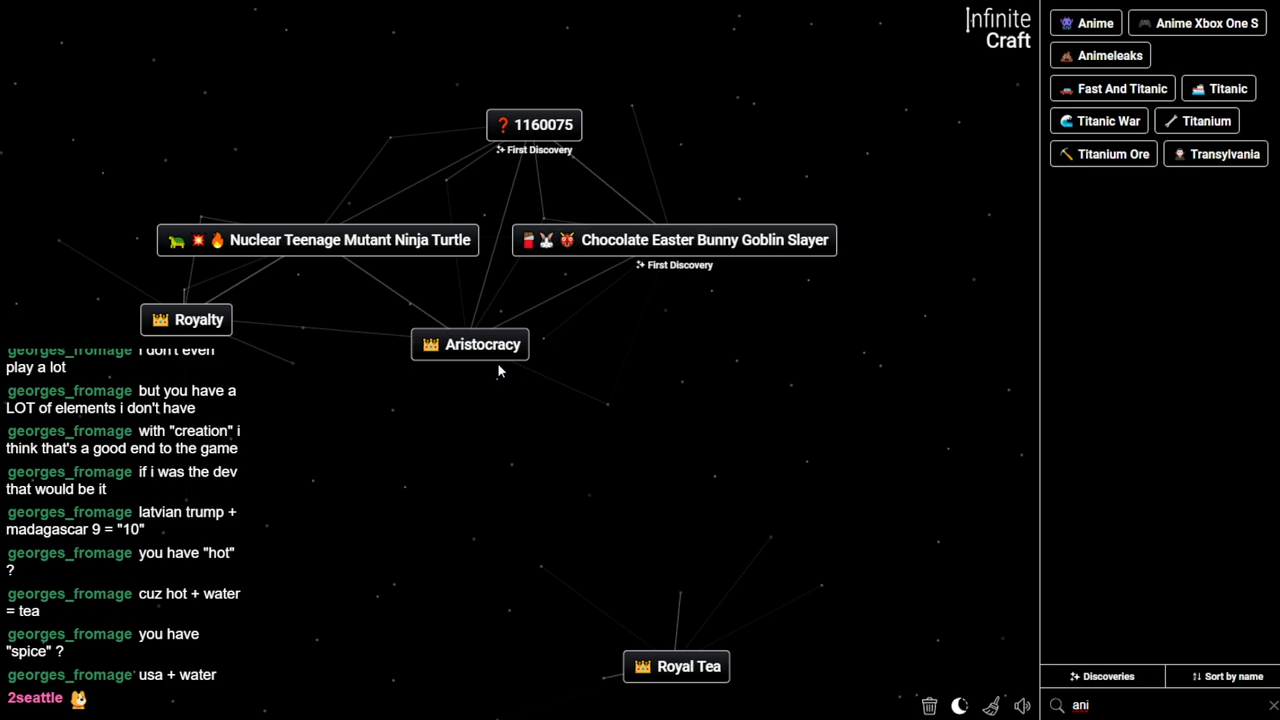 Infinite
Craft
Anime
Anime Xbox One S
Animeleaks
Fast And Titanic
Titanic
Titanic War
Titanium
Titanium Ore
Transylvania
1160075
First Discovery
Nuclear Teenage Mutant Ninja Turtle
Chocolate Easter Bunny Goblin Slayer
First Discovery
Royalty
Aristocracy
Royal Tea
georges_fromage i don't even
play a lot
georges_fromage but you have a
LOT of elements i don't have
georges_fromage with "creation" i
think that's a good end to the game
georges_fromage if i was the dev
that would be it
georges_fromage latvian trump +
madagascar 9 = "10"
georges_fromage you have "hot"
?
georges_fromage cuz hot + water
= tea
georges_fromage you have
"spice" ?
georges_fromage usa + water
2seattle
Discoveries
Sort by name
ani